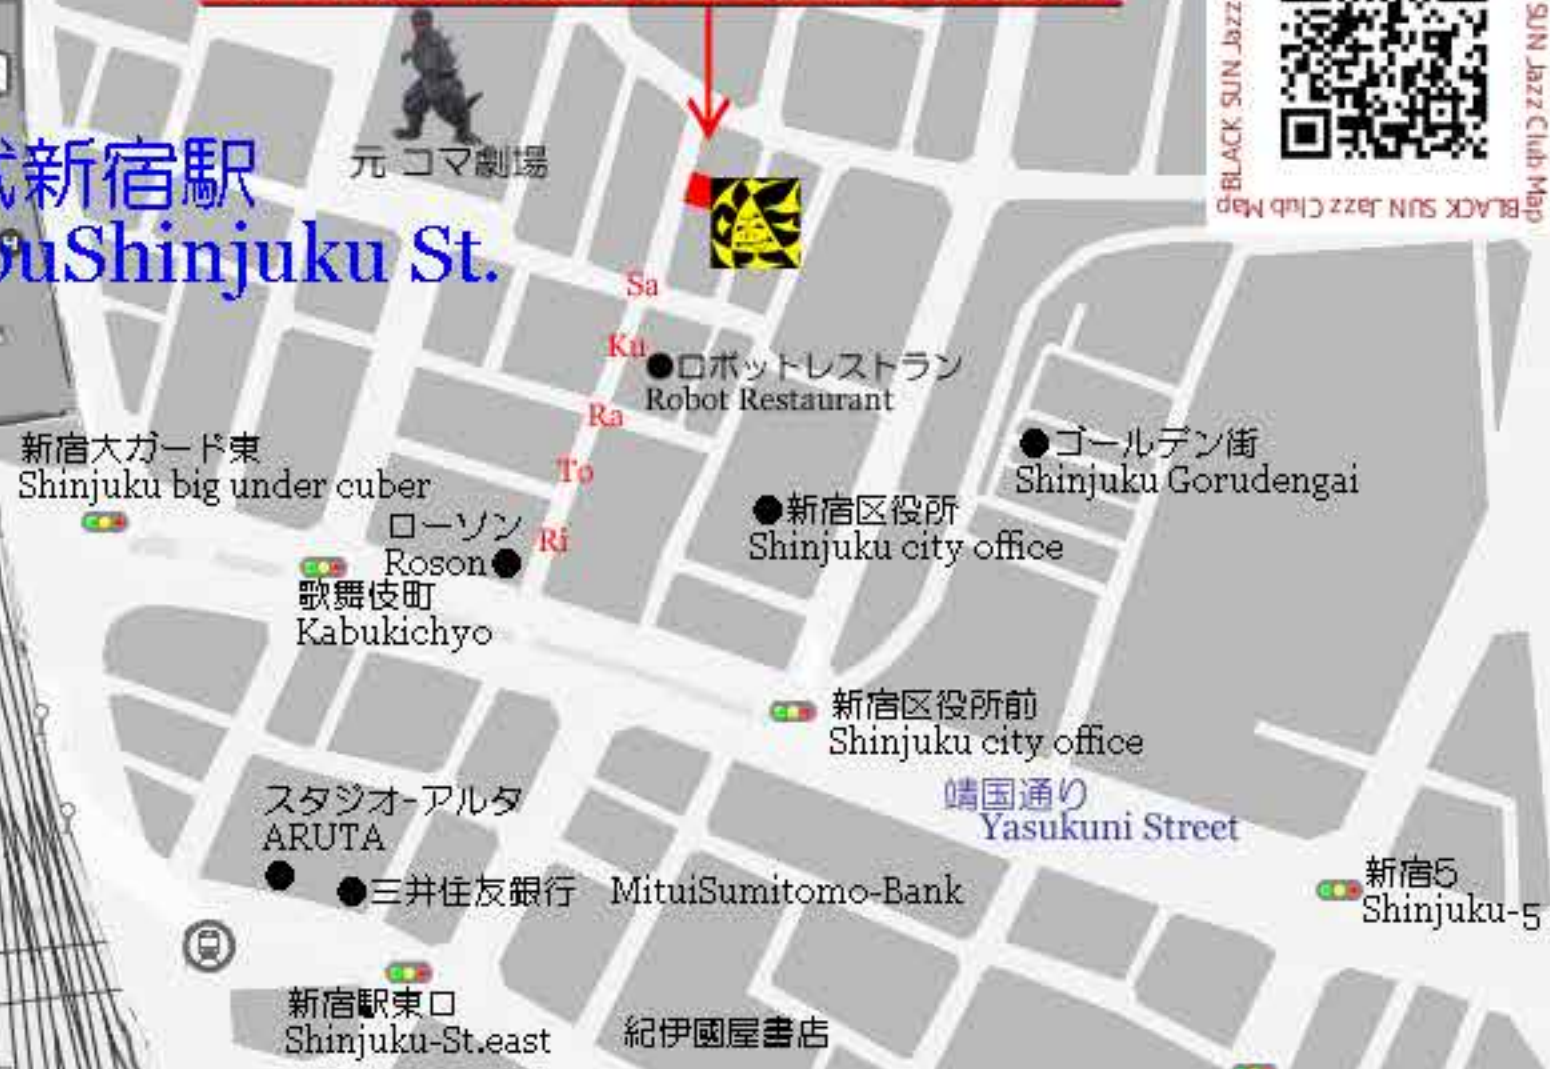 BLACK SUN Jazz
SUN Jazz Club Map
BLACK SUN Jazz Club Map
元 コマ劇場
新宿駅
Shinjuku St.
Sa
Ku
Ra
To
Ri
ロボットレストラン
Robot Restaurant
新宿大ガード東
Shinjuku big under cuber
ゴールデン街
Shinjuku Gorudengai
新宿区役所
Shinjuku city office
ローソン
Roson
歌舞伎町
Kabukichyo
新宿区役所前
Shinjuku city office
靖国通り
Yasukuni Street
スタジオ-アルタ
ARUTA
三井住友銀行 MituiSumitomo-Bank
新宿5
Shinjuku-5
新宿駅東口
Shinjuku-St.east
紀伊國屋書店